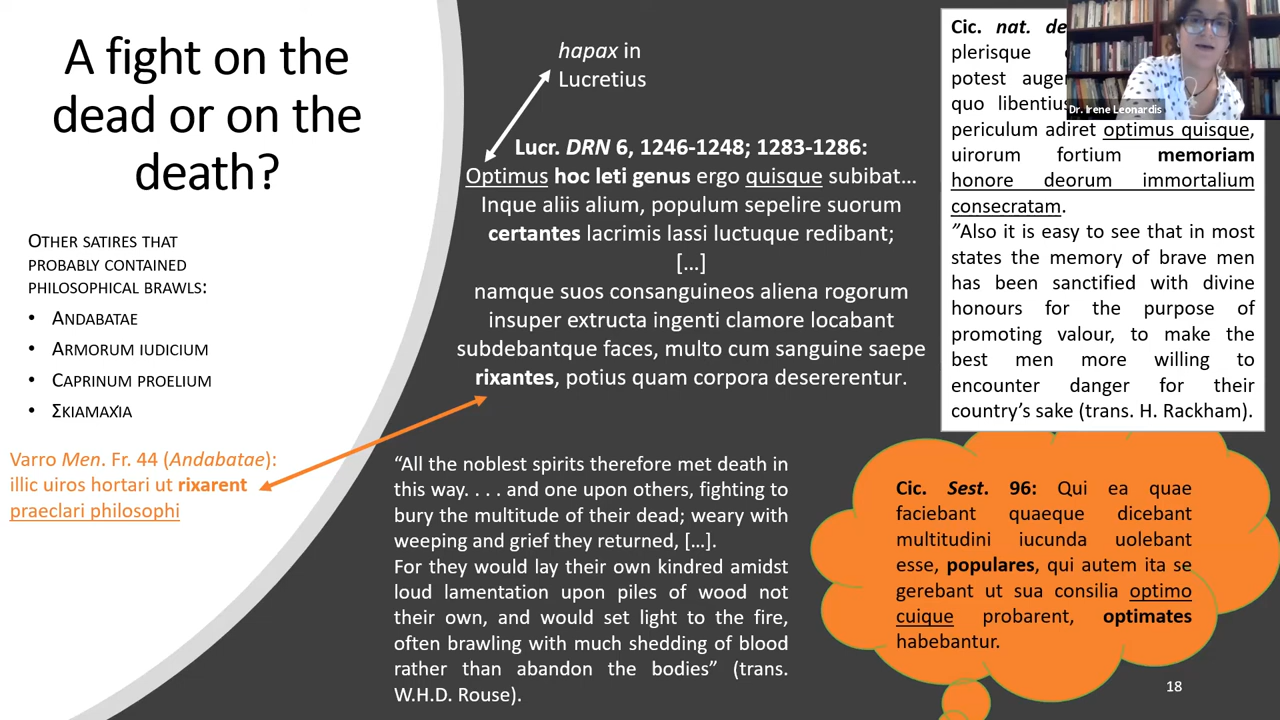 A fight on the
dead or on the
death?
OTHER SATIRES THAT
PROBABLY CONTAINED
PHILOSOPHICAL BRAWLS:
• ANDABATAE
• ARMORUM IUDICIUM
• CAPRINUM PROELIUM
• ΣKIAMAXÌA
Varro Men. Fr. 44 (Andabatae):
illic uiros hortari ut rixarent
praeclari philosophi
hapax in
Lucretius
Lucr. DRN 6, 1246-1248; 1283-1286:
Optimus hoc leti genus ergo quisque subibat…
Inque aliis alium, populum sepelire suorum
certantes lacrimis lassi luctuque redibant;
[…]
namque suos consanguineos aliena rogorum
insuper extructa ingenti clamore locabant
subdebantque faces, multo cum sanguine saepe
rixantes, potius quam corpora desererentur.
“All the noblest spirits therefore met death in
this way. . . . and one upon others, fighting to
bury the multitude of their dead; weary with
weeping and grief they returned, […].
For they would lay their own kindred amidst
loud lamentation upon piles of wood not
their own, and would set light to the fire,
often brawling with much shedding of blood
rather than abandon the bodies” (trans.
W.H.D. Rouse).
Cic. nat. de
plerisque
potest auger
quo libentius
periculum adiret optimus quisque,
uirorum fortium memoriam
honore deorum immortalium
consecratam.
”Also it is easy to see that in most
states the memory of brave men
has been sanctified with divine
honours for the purpose of
promoting valour, to make the
best men more willing to
encounter danger for their
country’s sake (trans. H. Rackham).
Dr. Irene Leonardis
Cic. Sest. 96: Qui ea quae
faciebant quaeque dicebant
multitudini iucunda uolebant
esse, populares, qui autem ita se
gerebant ut sua consilia optimo
cuique probarent, optimates
habebantur.
18